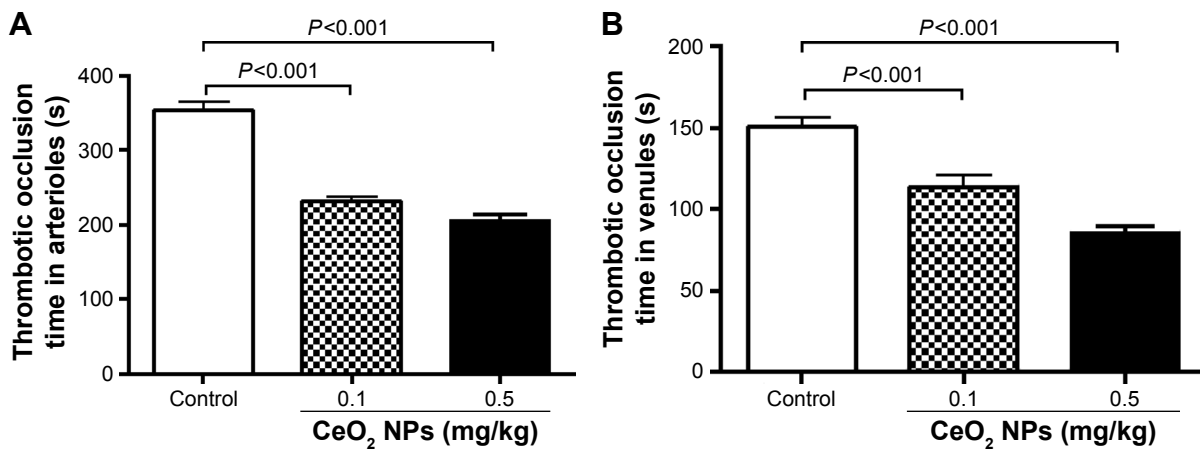 A
P<0.001
P<0.001
Thrombotic occlusion
time in arterioles (s)
400
300
200
100
0
Control
0.1
0.5
CeO₂ NPs (mg/kg)
B
P<0.001
P<0.001
Thrombotic occlusion
time in venules (s)
200
150
100
50
0
Control
0.1
0.5
CeO₂ NPs (mg/kg)